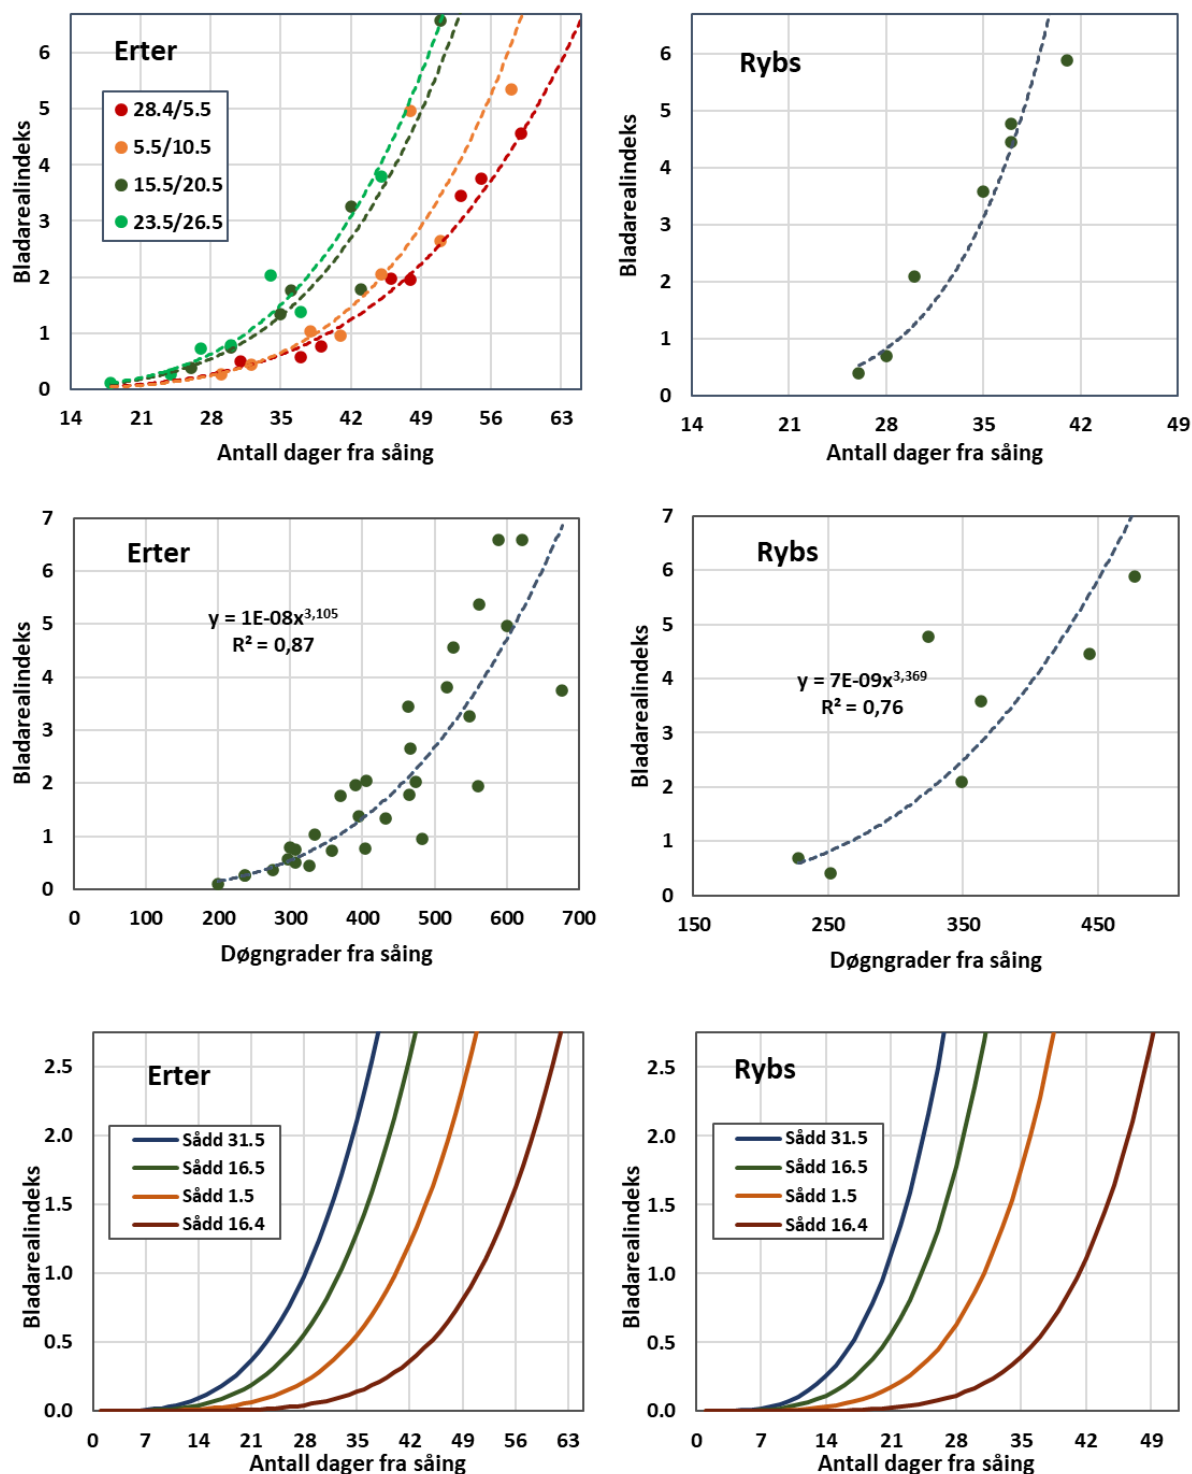 Erter
28.4/5.5
5.5/10.5
15.5/20.5
23.5/26.5
Bladarealindeks
0
1
2
3
4
5
6
14 21 28 35 42 49 56 63
Antall dager fra såing
Rybs
Bladarealindeks
0
1
2
3
4
5
6
14 21 28 35 42 49
Antall dager fra såing
Erter
y = 1E-08x^3,105
R² = 0,87
Bladarealindeks
0
1
2
3
4
5
6
7
0 100 200 300 400 500 600 700
Døgngrader fra såing
Rybs
y = 7E-09x^3,369
R² = 0,76
Bladarealindeks
0
1
2
3
4
5
6
7
150 250 350 450
Døgngrader fra såing
Erter
Sådd 31.5
Sådd 16.5
Sådd 1.5
Sådd 16.4
Bladarealindeks
0.0
0.5
1.0
1.5
2.0
2.5
0 7 14 21 28 35 42 49 56 63
Antall dager fra såing
Rybs
Sådd 31.5
Sådd 16.5
Sådd 1.5
Sådd 16.4
Bladarealindeks
0.0
0.5
1.0
1.5
2.0
2.5
0 7 14 21 28 35 42 49
Antall dager fra såing